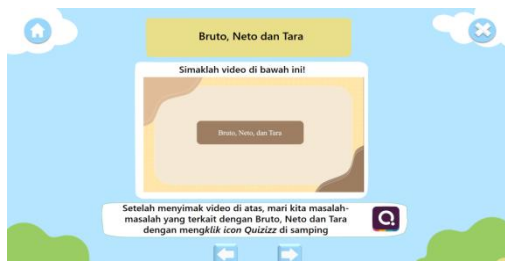 Bruto, Neto dan Tara
Simaklah video di bawah ini!
Bruto, Neto, dan Tara
Setelah menyimak video di atas, mari kita masalah-
masalah yang terkait dengan Bruto, Neto dan Tara
dengan mengklik icon Quizizz di samping